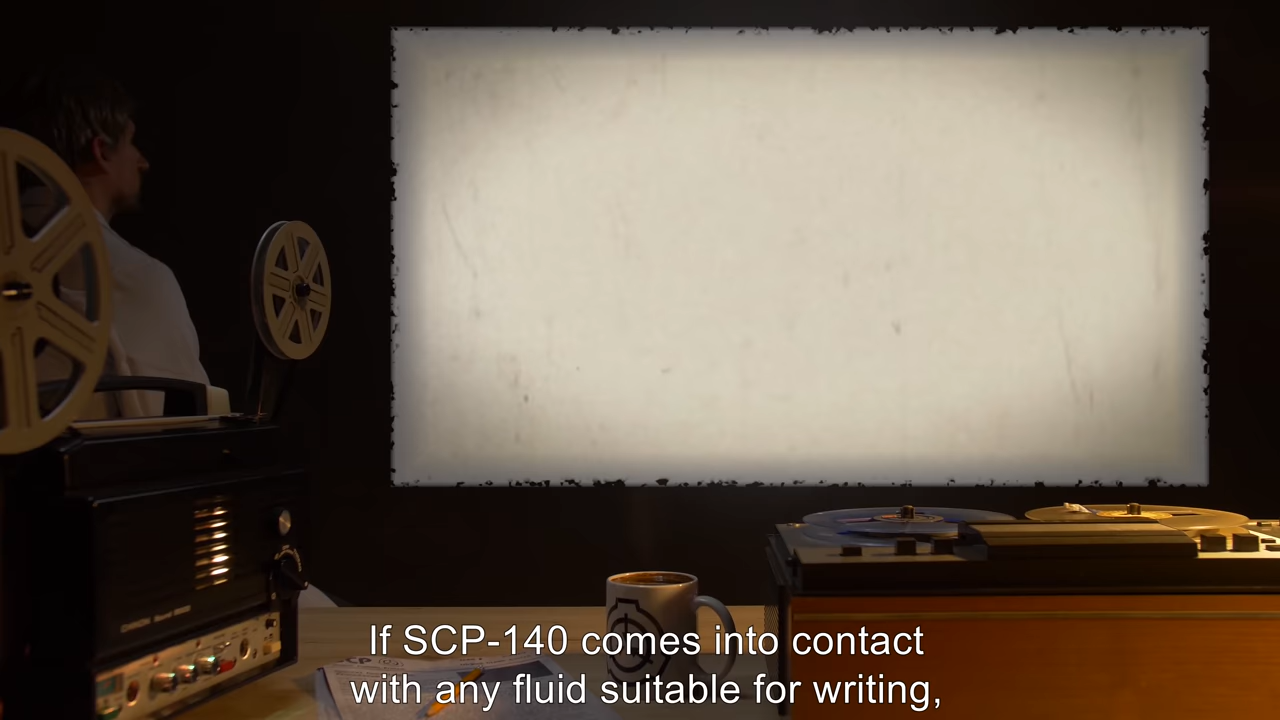 If SCP-140 comes into contact
with any fluid suitable for writing,